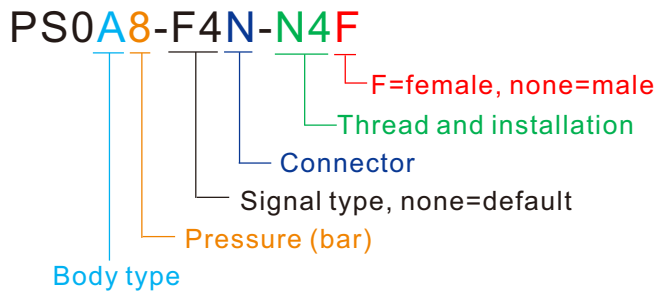 PS0A8-F4N-N4F
F=female, none=male
Thread and installation
Connector
Signal type, none=default
Pressure (bar)
Body type